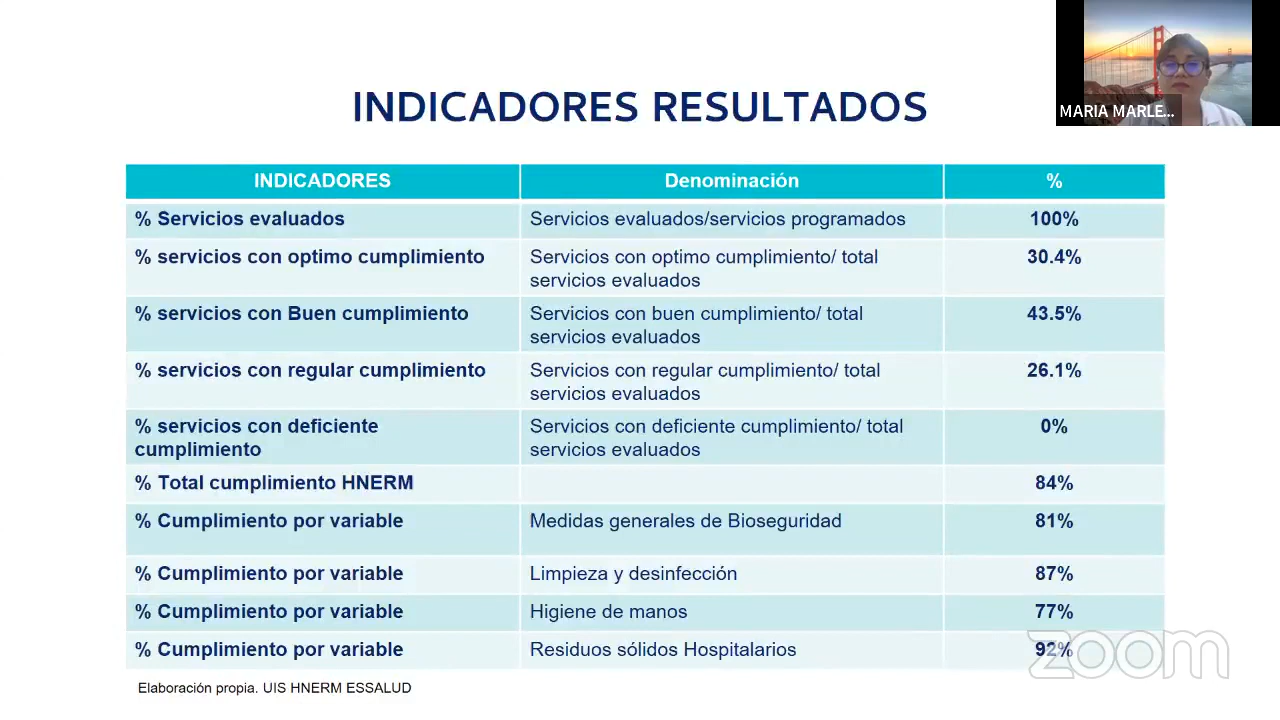 MARIA MARLE...
INDICADORES RESULTADOS
INDICADORES Denominación %
% Servicios evaluados Servicios evaluados/servicios programados 100%
% servicios con optimo cumplimiento Servicios con optimo cumplimiento/ total 30.4%
servicios evaluados
% servicios con Buen cumplimiento Servicios con buen cumplimiento/ total 43.5%
servicios evaluados
% servicios con regular cumplimiento Servicios con regular cumplimiento/ total 26.1%
servicios evaluados
% servicios con deficiente Servicios con deficiente cumplimiento/ total 0%
cumplimiento servicios evaluados
% Total cumplimiento HNERM 84%
% Cumplimiento por variable Medidas generales de Bioseguridad 81%
% Cumplimiento por variable Limpieza y desinfección 87%
% Cumplimiento por variable Higiene de manos 77%
% Cumplimiento por variable Residuos sólidos Hospitalarios 92%
zoom
Elaboración propia. UIS HNERM ESSALUD